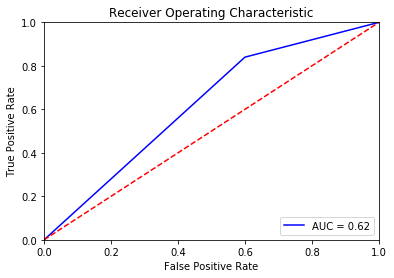 Receiver Operating Characteristic
1.0
0.8
0.6
0.4
0.2
0.0
True Positive Rate
AUC = 0.62
0.0 0.2 0.4 0.6 0.8 1.0
False Positive Rate